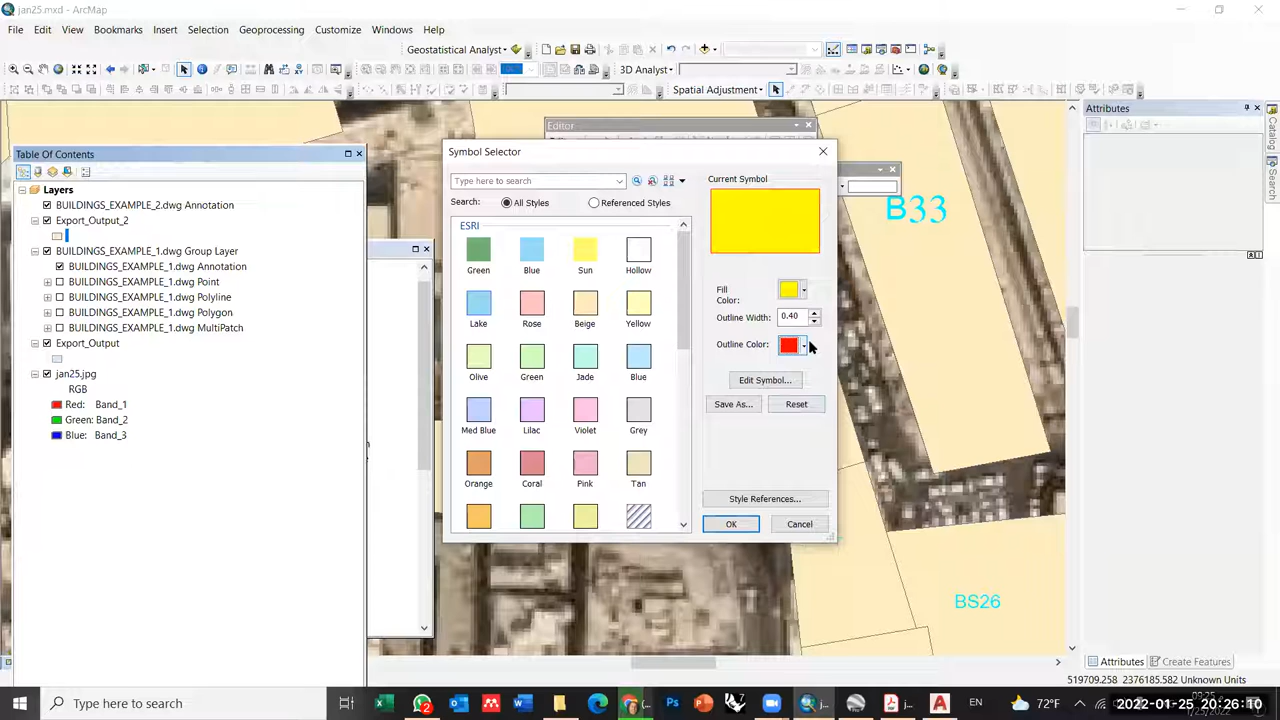 jan25.mxd - ArcMap
File Edit View Bookmarks Insert Selection Geoprocessing Customize Windows Help
Geostatistical Analyst
3D Analyst
Spatial Adjustment
Table Of Contents
Layers
BUILDINGS_EXAMPLE_2.dwg Annotation
Export_Output_2
BUILDINGS_EXAMPLE_1.dwg Group Layer
BUILDINGS_EXAMPLE_1.dwg Annotation
BUILDINGS_EXAMPLE_1.dwg Point
BUILDINGS_EXAMPLE_1.dwg Polyline
BUILDINGS_EXAMPLE_1.dwg Polygon
BUILDINGS_EXAMPLE_1.dwg MultiPatch
Export_Output
jan25.jpg
RGB
Red: Band_1
Green: Band_2
Blue: Band_3
Editor
Symbol Selector
Type here to search
Search: All Styles Referenced Styles
ESRI
Green Blue Sun Hollow
Lake Rose Beige Yellow
Olive Green Jade Blue
Med Blue Lilac Violet Grey
Orange Coral Pink Tan
Current Symbol
Fill
Color:
Outline Width: 0.40
Outline Color:
Edit Symbol...
Save As... Reset
Style References...
OK Cancel
B33
BS26
Attributes
Catalog
Search
Attributes Create Features
519709.258 2376185.582 Unknown Units
Type here to search
2
72°F
EN
2022-01-25 20:26:10